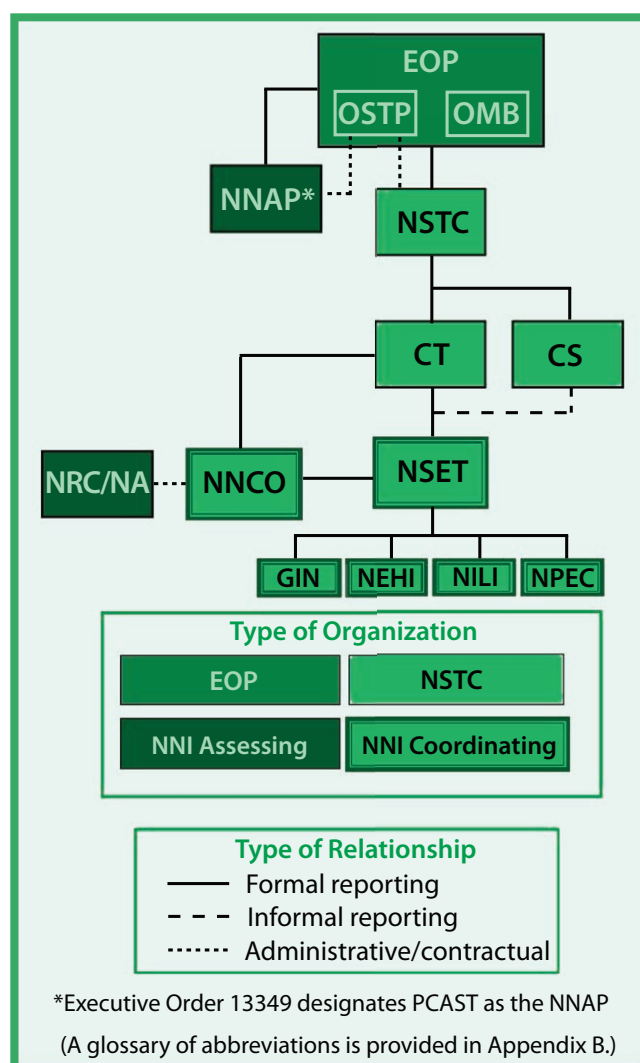 EOP
OSTP OMB
NNAP*
NSTC
CT CS
NRC/NA NNCO NSET
GIN NEHI NILI NPEC
Type of Organization
EOP NSTC
NNI Assessing NNI Coordinating
Type of Relationship
Formal reporting
Informal reporting
Administrative/contractual
*Executive Order 13349 designates PCAST as the NNAP
(A glossary of abbreviations is provided in Appendix B.)